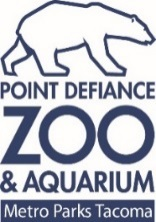 POINT DEFIANCE
ZOO
& AQUARIUM
Metro Parks Tacoma